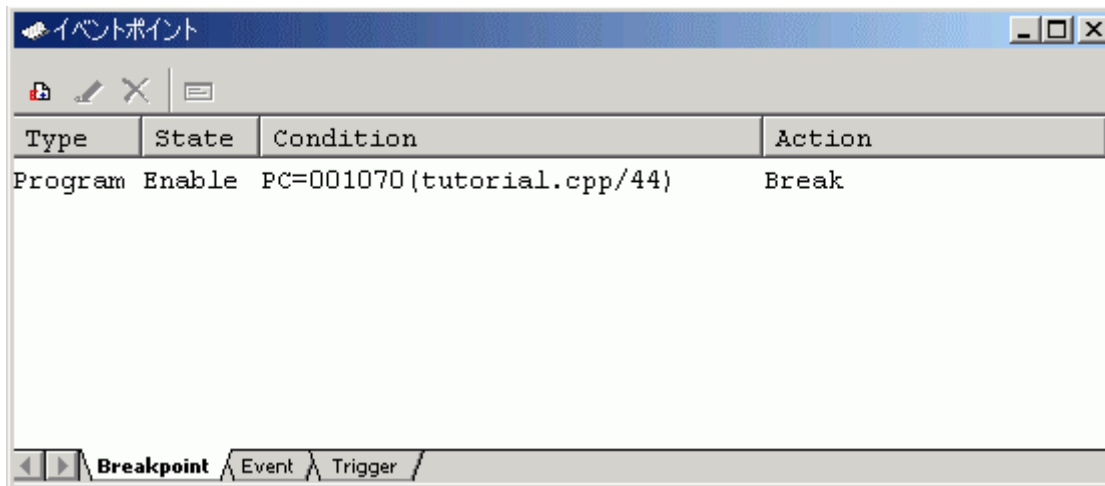 イベントポイント
Type State Condition Action
Program Enable PC=001070(tutorial.cpp/44) Break
Breakpoint Event Trigger